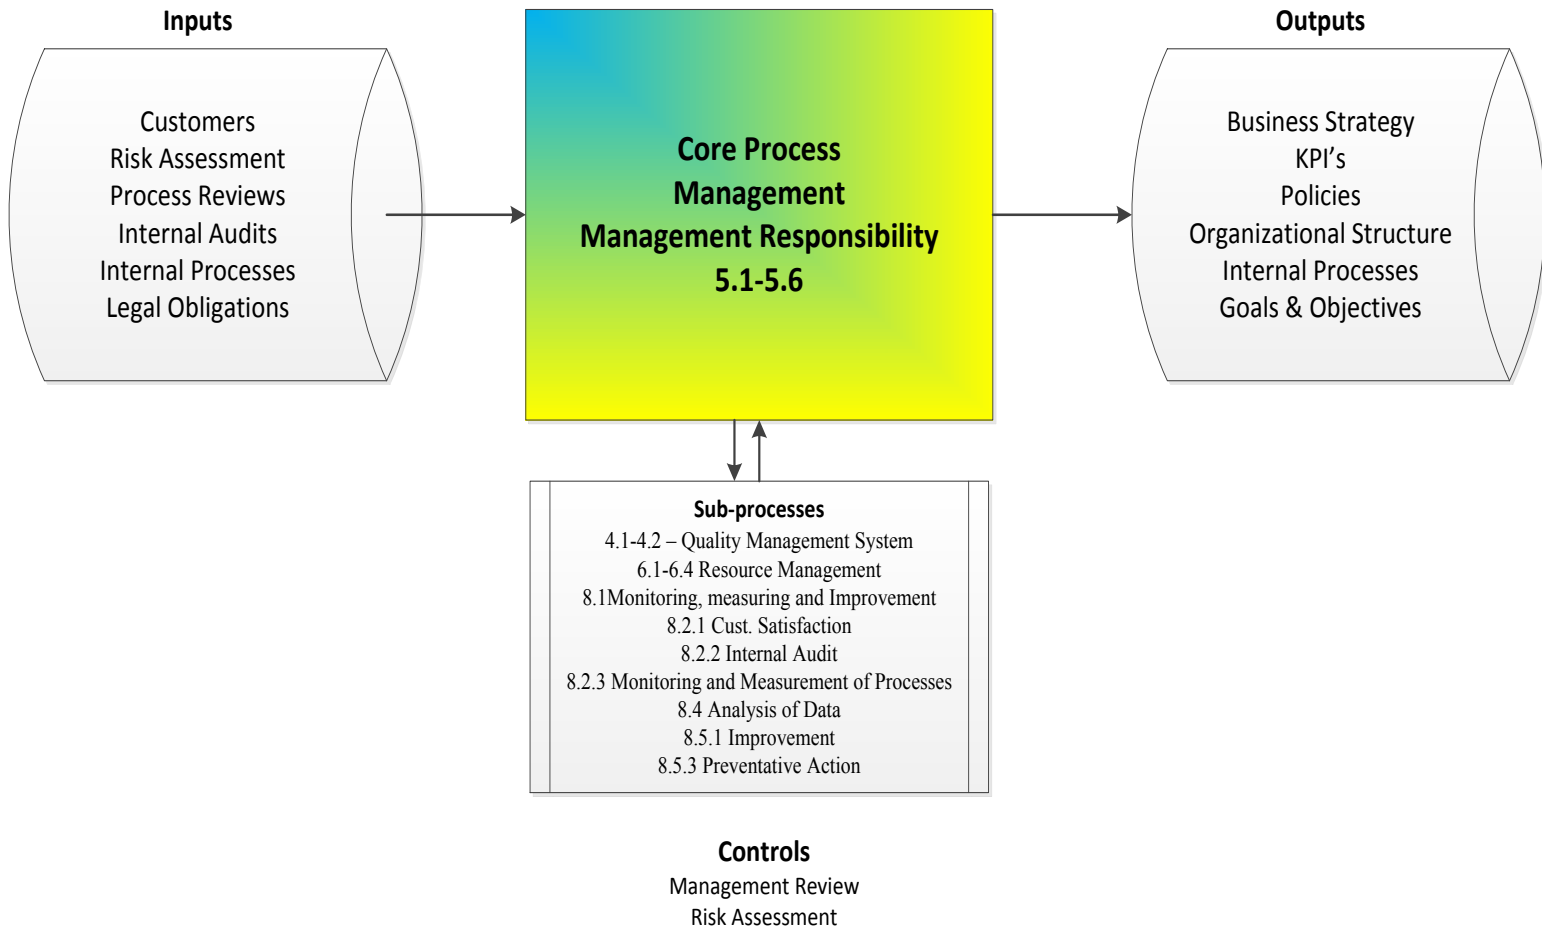 Inputs
Customers
Risk Assessment
Process Reviews
Internal Audits
Internal Processes
Legal Obligations
Core Process
Management
Management Responsibility
5.1-5.6
Outputs
Business Strategy
KPI's
Policies
Organizational Structure
Internal Processes
Goals & Objectives
Sub-processes
4.1-4.2 – Quality Management System
6.1-6.4 Resource Management
8.1Monitoring, measuring and Improvement
8.2.1 Cust. Satisfaction
8.2.2 Internal Audit
8.2.3 Monitoring and Measurement of Processes
8.4 Analysis of Data
8.5.1 Improvement
8.5.3 Preventative Action
Controls
Management Review
Risk Assessment